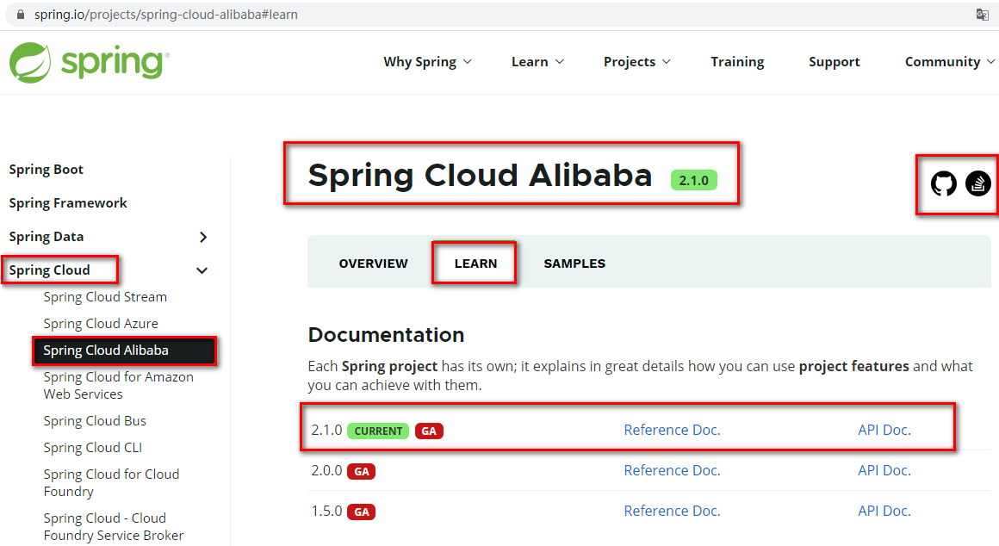 spring.io/projects/spring-cloud-alibaba#learn
spring
Why Spring
Learn
Projects
Training
Support
Community
Spring Boot
Spring Framework
Spring Data
Spring Cloud
Spring Cloud Stream
Spring Cloud Azure
Spring Cloud Alibaba
Spring Cloud for Amazon
Web Services
Spring Cloud Bus
Spring Cloud CLI
Spring Cloud for Cloud
Foundry
Spring Cloud - Cloud
Foundry Service Broker
Spring Cloud Alibaba 2.1.0
OVERVIEW
LEARN
SAMPLES
Documentation
Each Spring project has its own; it explains in great details how you can use project features and what
you can achieve with them.
2.1.0 CURRENT GA Reference Doc. API Doc.
2.0.0 GA Reference Doc. API Doc.
1.5.0 GA Reference Doc. API Doc.